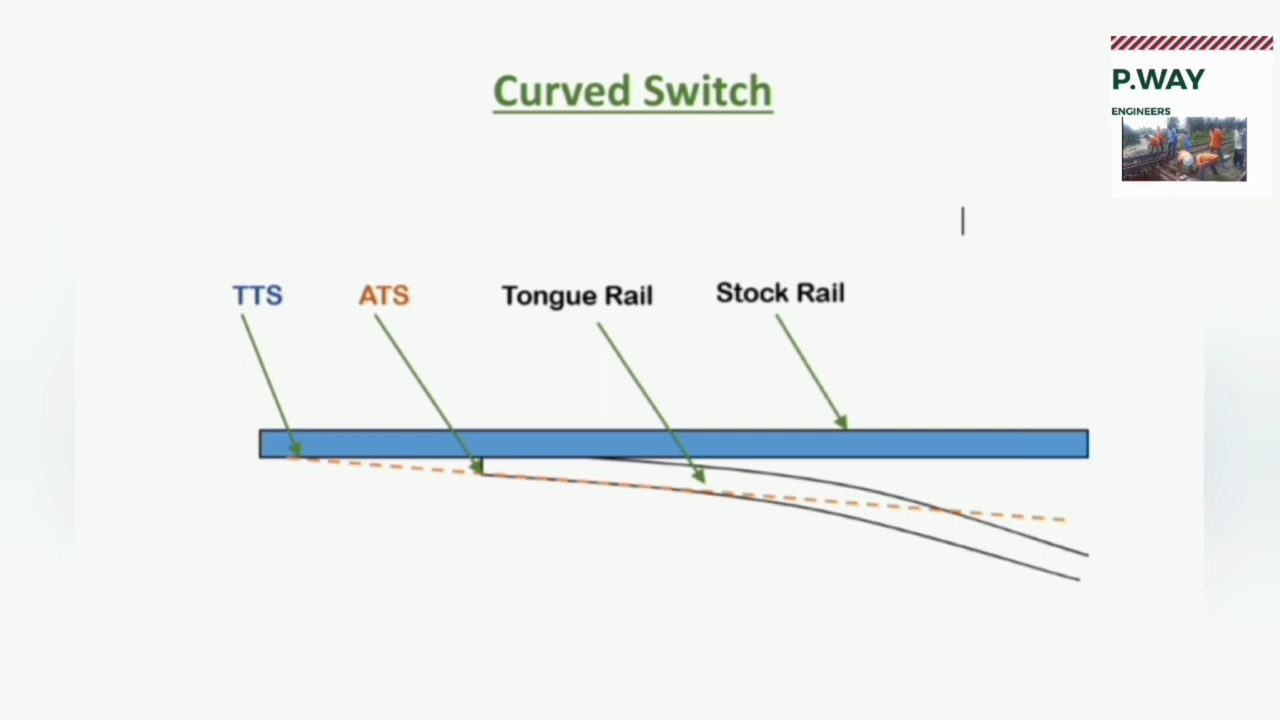 Curved Switch
P.WAY
ENGINEERS
TTS
ATS
Tongue Rail
Stock Rail